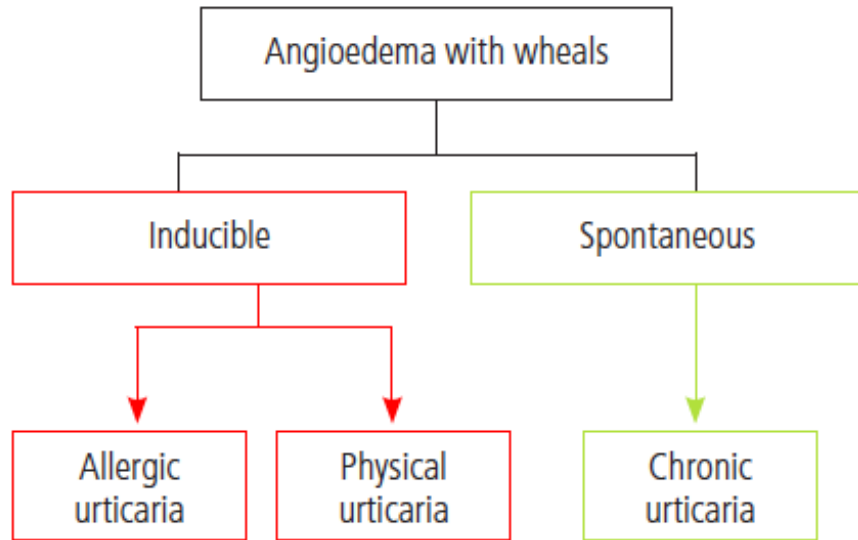 Angioedema with wheals
Inducible
Spontaneous
Allergic
urticaria
Physical
urticaria
Chronic
urticaria